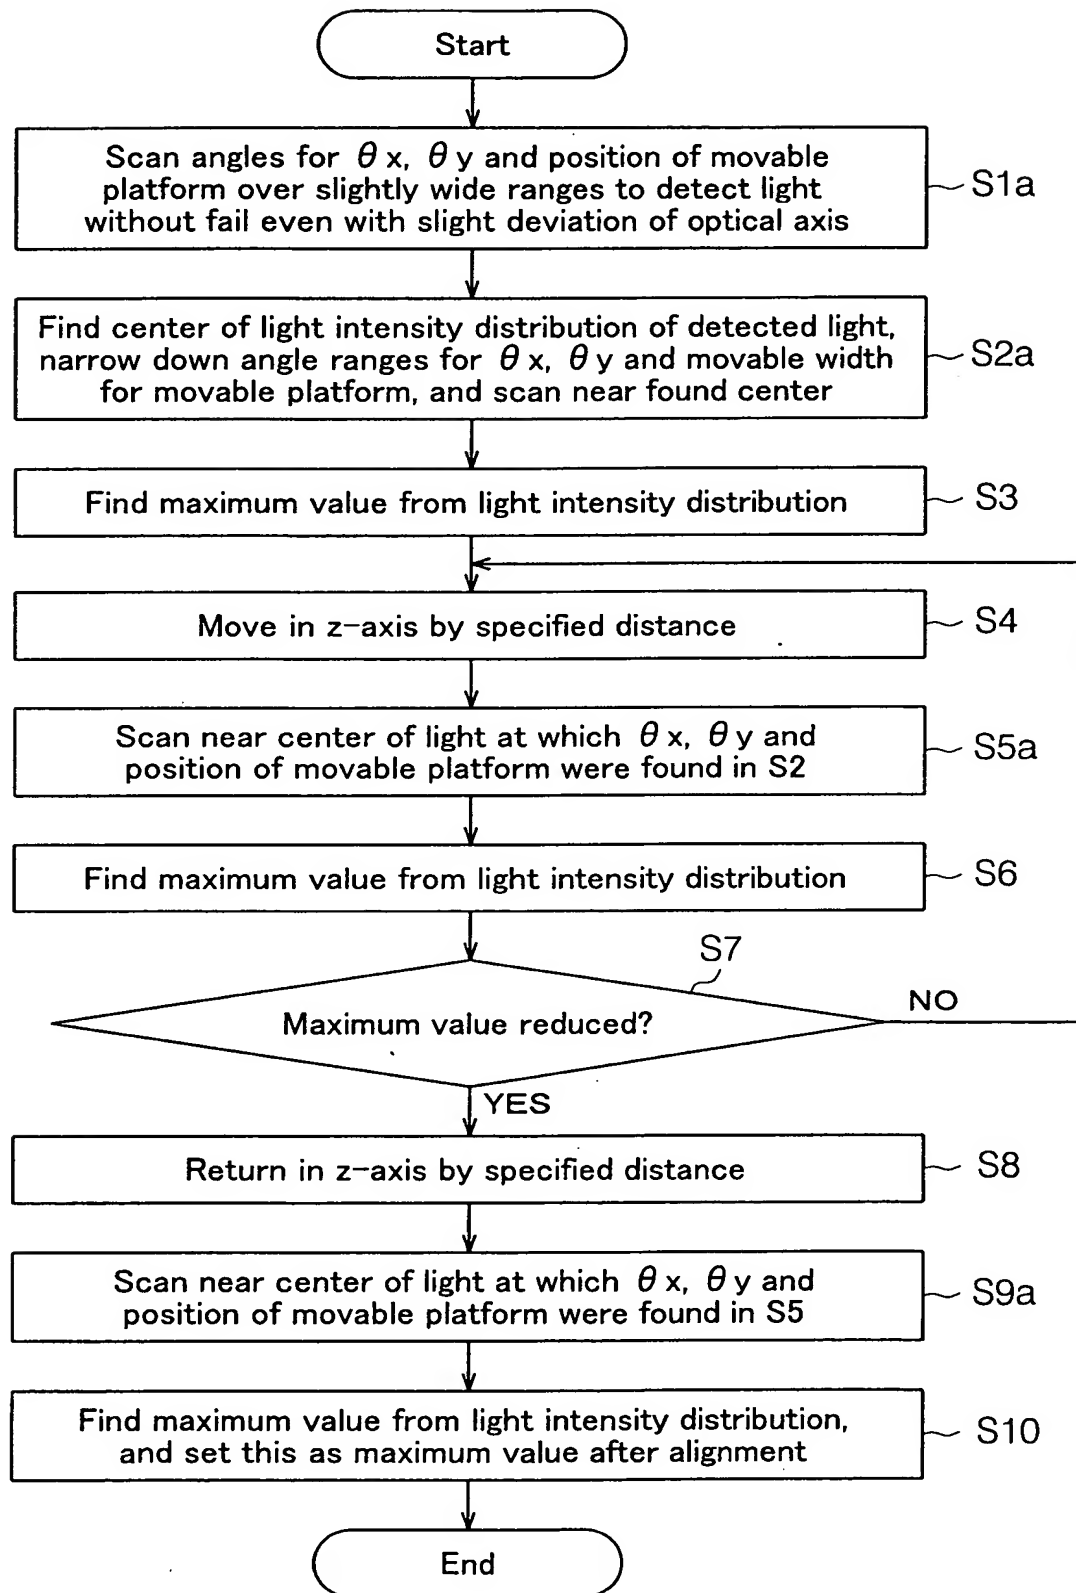 Start
Scan angles for θx, θy and position of movable
platform over slightly wide ranges to detect light
without fail even with slight deviation of optical axis
S1a
Find center of light intensity distribution of detected light,
narrow down angle ranges for θx, θy and movable width
for movable platform, and scan near found center
S2a
Find maximum value from light intensity distribution
S3
Move in z-axis by specified distance
S4
Scan near center of light at which θx, θy and
position of movable platform were found in S2
S5a
Find maximum value from light intensity distribution
S6
S7
Maximum value reduced?
NO
YES
Return in z-axis by specified distance
S8
Scan near center of light at which θx, θy and
position of movable platform were found in S5
S9a
Find maximum value from light intensity distribution,
and set this as maximum value after alignment
S10
End